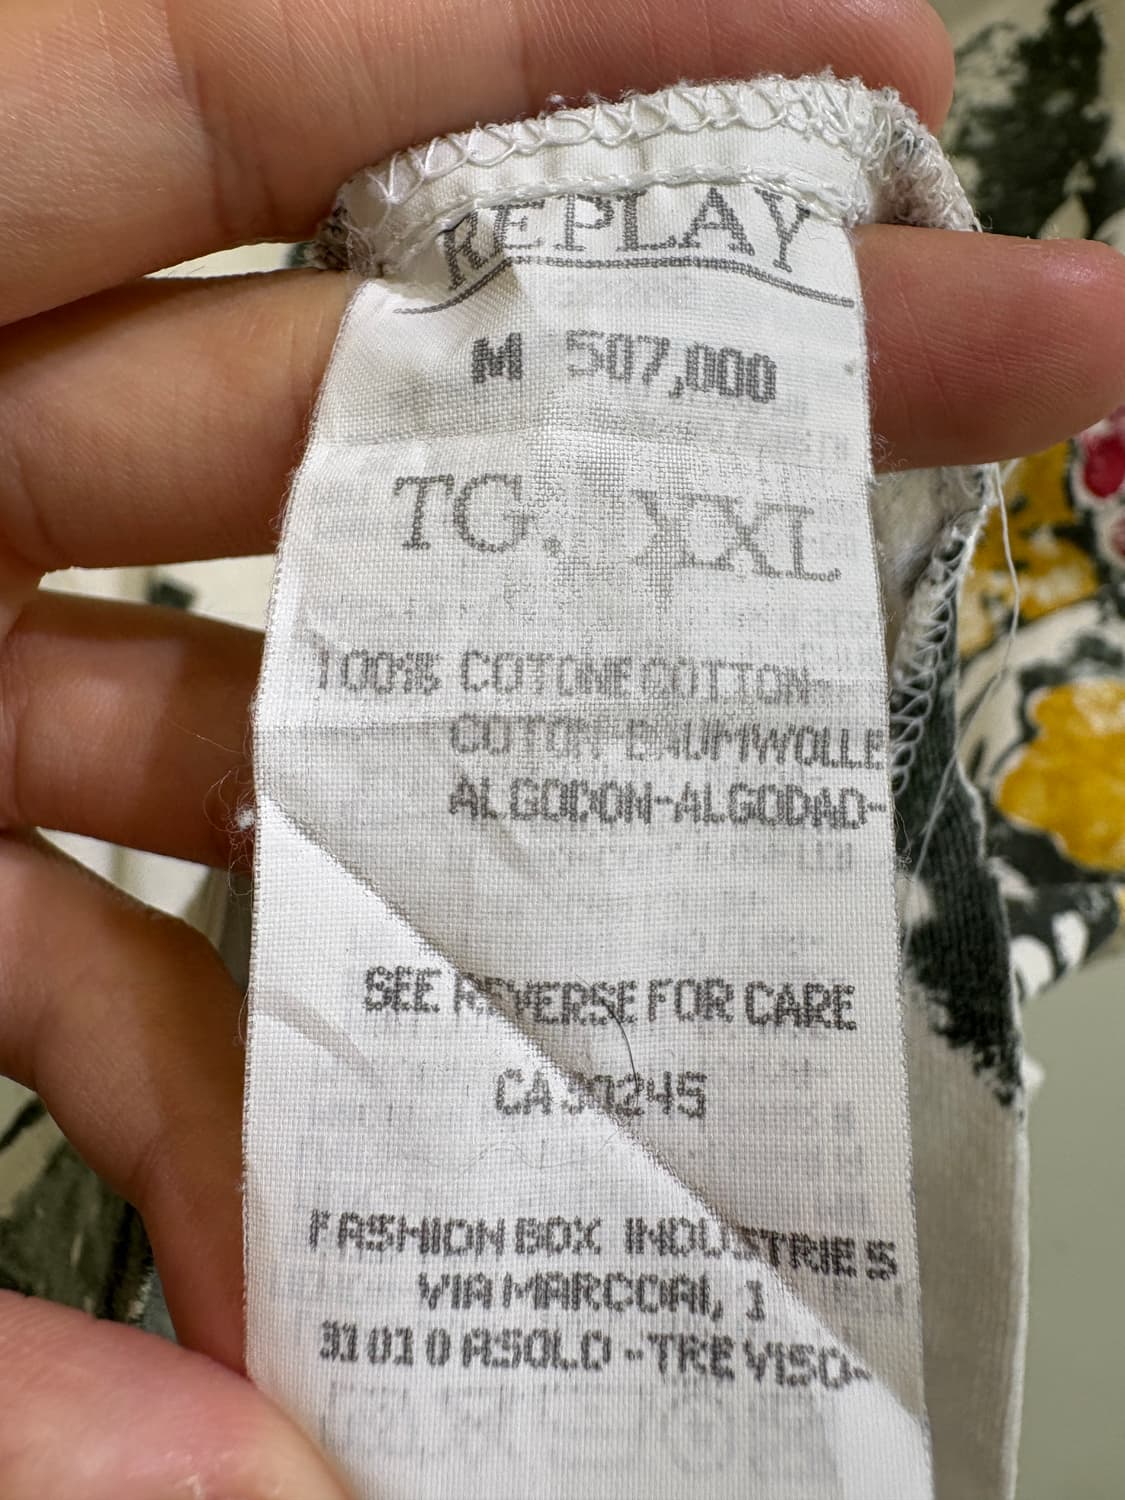 REPLAY
M 507,000
TG. XXL
100% COTONE COTTON
COTON-BAUMWOLLE
ALGODON-ALGODAO-
SEE REVERSE FOR CARE
CA 30245
FASHION BOX INDUSTRIES
VIA MARCOAI, 1
31010 ASOLO -TREVISO-